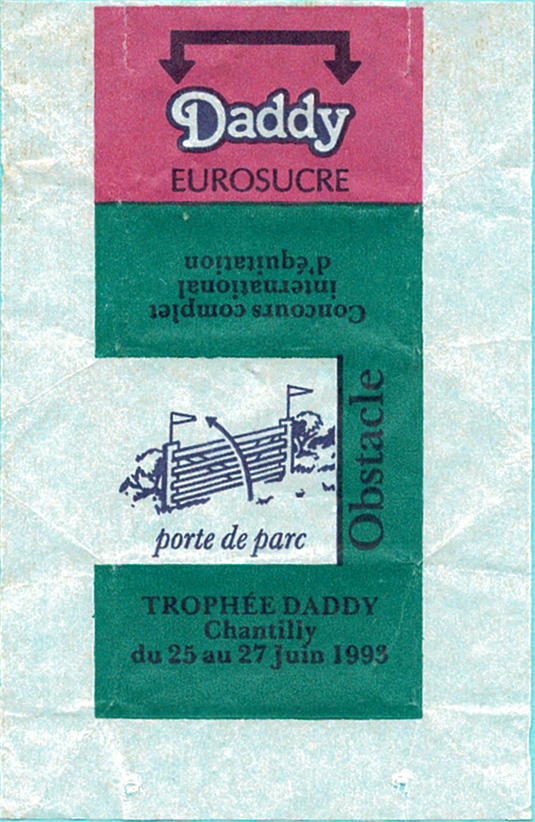 Daddy
EUROSUCRE
Concours complet
international
d'équitation
Obstacle
porte de parc
TROPHÉE DADDY
Chantilly
du 25 au 27 Juin 1993